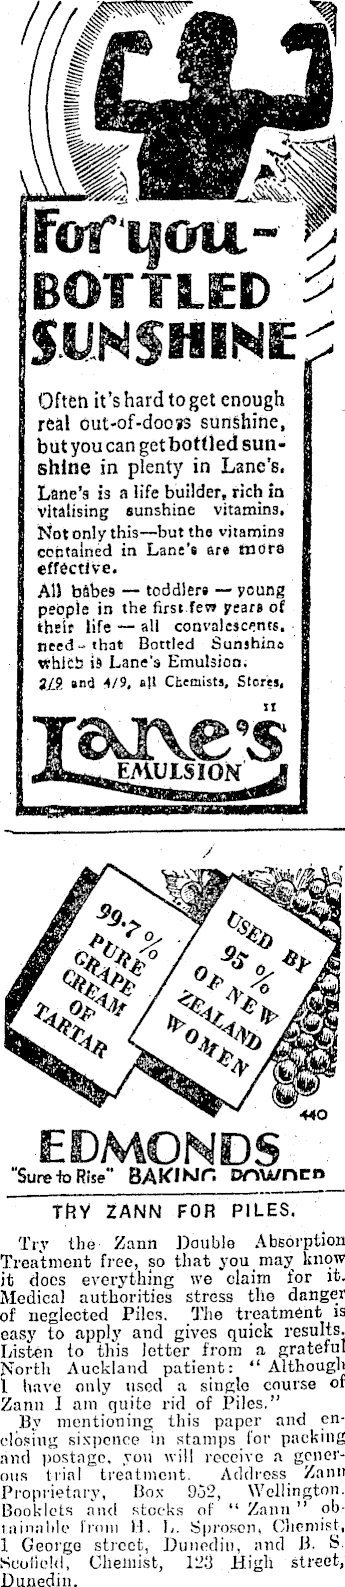 For you -
BOTTLED
SUNSHINE
Often it's hard to get enough
real out-of-doors sunshine,
but you can get bottled sun-
shine in plenty in Lane's.
Lane's is a life builder, rich in
vitalising sunshine vitamins.
Not only this—but the vitamins
contained in Lane's are more
effective.
All babes — toddlers — young
people in the first few years of
their life — all convalescents,
need - that Bottled Sunshine
which is Lane's Emulsion.
2/9 and 4/9, all Chemists, Stores,
11
Lane's
EMULSION
99·7 %
PURE
GRAPE
CREAM
OF
TARTAR
USED BY
95 %
OF NEW
ZEALAND
WOMEN
440
EDMONDS
"Sure to Rise" BAKING POWDER
TRY ZANN FOR PILES.
Try the Zann Double Absorption
Treatment free, so that you may know
it does everything we claim for it.
Medical authorities stress the danger
of neglected Piles. The treatment is
easy to apply and gives quick results.
Listen to this letter from a grateful
North Auckland patient: "Although
I have only used a single course of
Zann I am quite rid of Piles."
By mentioning this paper and en-
closing sixpence in stamps for packing
and postage, you will receive a gener-
ous trial treatment. Address Zann
Proprietary, Box 952, Wellington.
Booklets and stocks of "Zann" ob-
tainable from H. L. Sprosen, Chemist,
1 George street, Dunedin, and B. S.
Scofield, Chemist, 123 High street,
Dunedin.